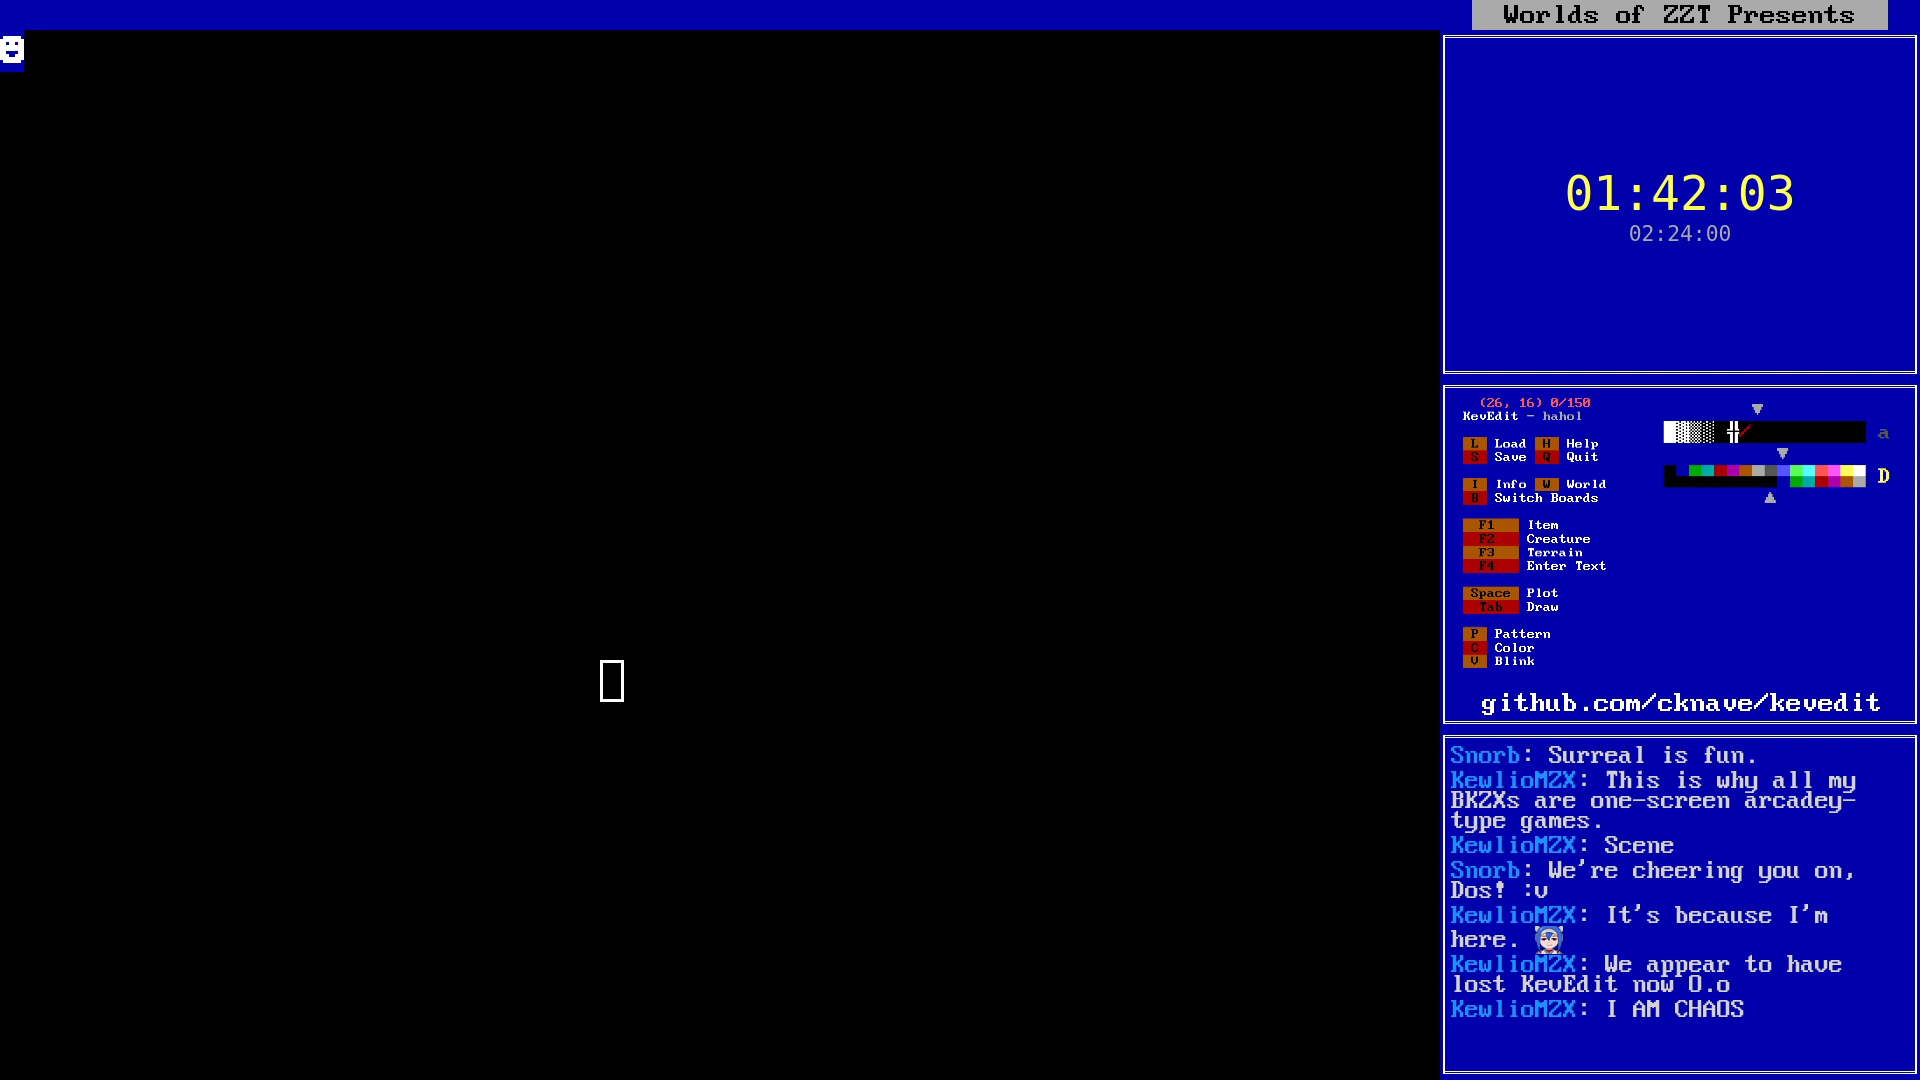 Worlds of ZZT Presents
01:42:03
02:24:00
(26, 16) 0/150
KevEdit - hahol
L Load H Help
S Save Q Quit
I Info W World
B Switch Boards
F1 Item
F2 Creature
F3 Terrain
F4 Enter Text
Space Plot
Tab Draw
P Pattern
C Color
V Blink
a
D
github.com/cknave/kevedit
Snorb: Surreal is fun.
KewlioMZX: This is why all my
BKZXs are one-screen arcadey-
type games.
KewlioMZX: Scene
Snorb: We're cheering you on,
Dos! :v
KewlioMZX: It's because I'm
here.
KewlioMZX: We appear to have
lost KevEdit now O.o
KewlioMZX: I AM CHAOS